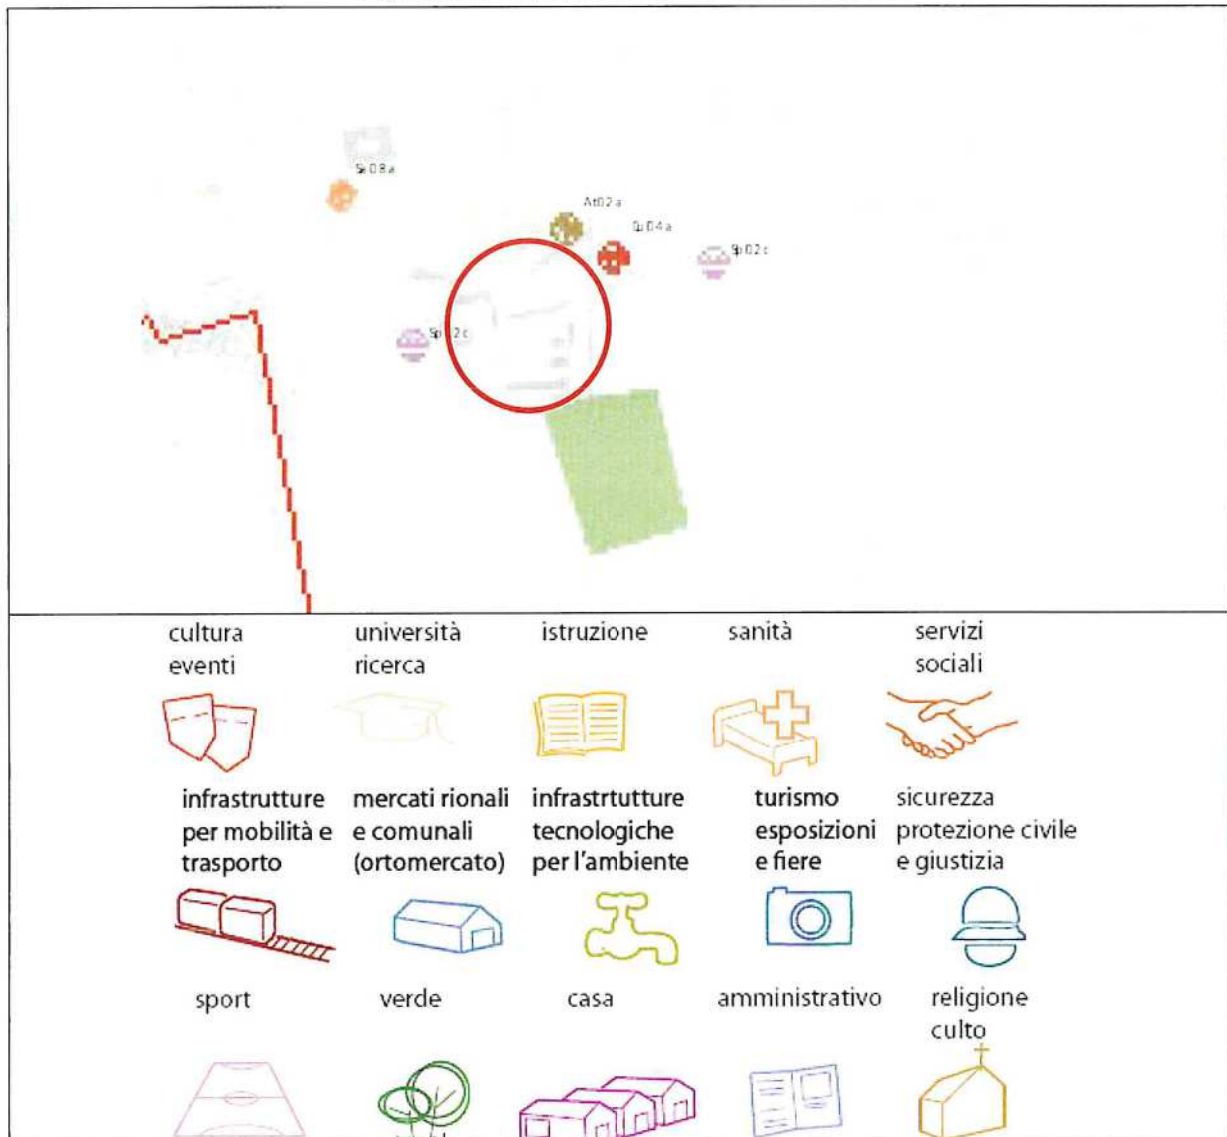 At02a
cultura
eventi
università
ricerca
istruzione
sanità
servizi
sociali
infrastrutture
per mobilità e
trasporto
mercati rionali
e comunali
(ortomercato)
infrastrtutture
tecnologiche
per l'ambiente
turismo
esposizioni
e fiere
sicurezza
protezione civile
e giustizia
sport
verde
casa
amministrativo
religione
culto